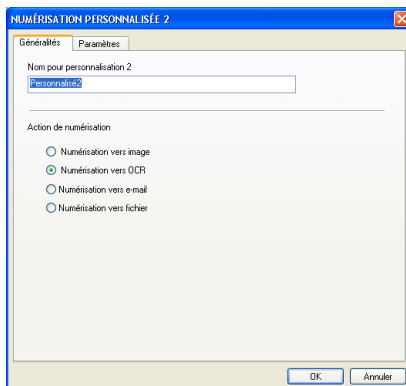 NUMÉRISATION PERSONNALISÉE 2
Généralités Paramètres
Nom pour personnalisation 2
Personnalisé2
Action de numérisation
Numérisation vers image
Numérisation vers OCR
Numérisation vers e-mail
Numérisation vers fichier
OK Annuler